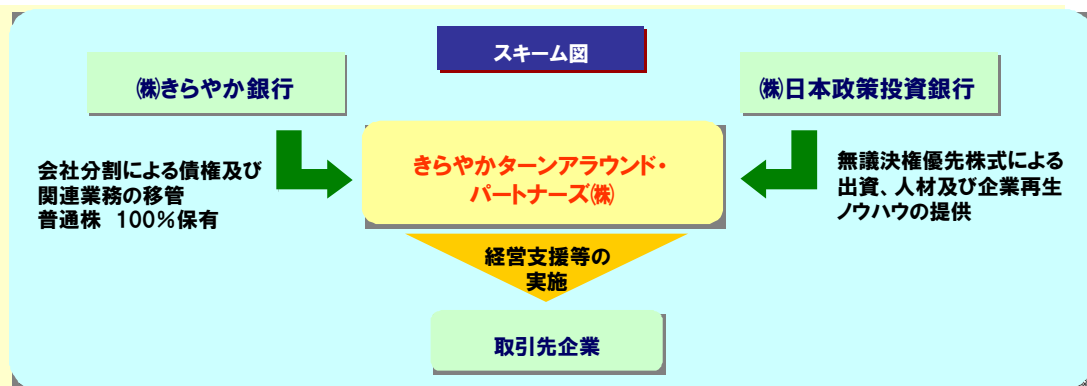 スキーム図
㈱きらやか銀行
㈱日本政策投資銀行
会社分割による債権及び
関連業務の移管
普通株 100%保有
きらやかターンアラウンド・
パートナーズ㈱
無議決権優先株式による
出資、人材及び企業再生
ノウハウの提供
経営支援等の
実施
取引先企業